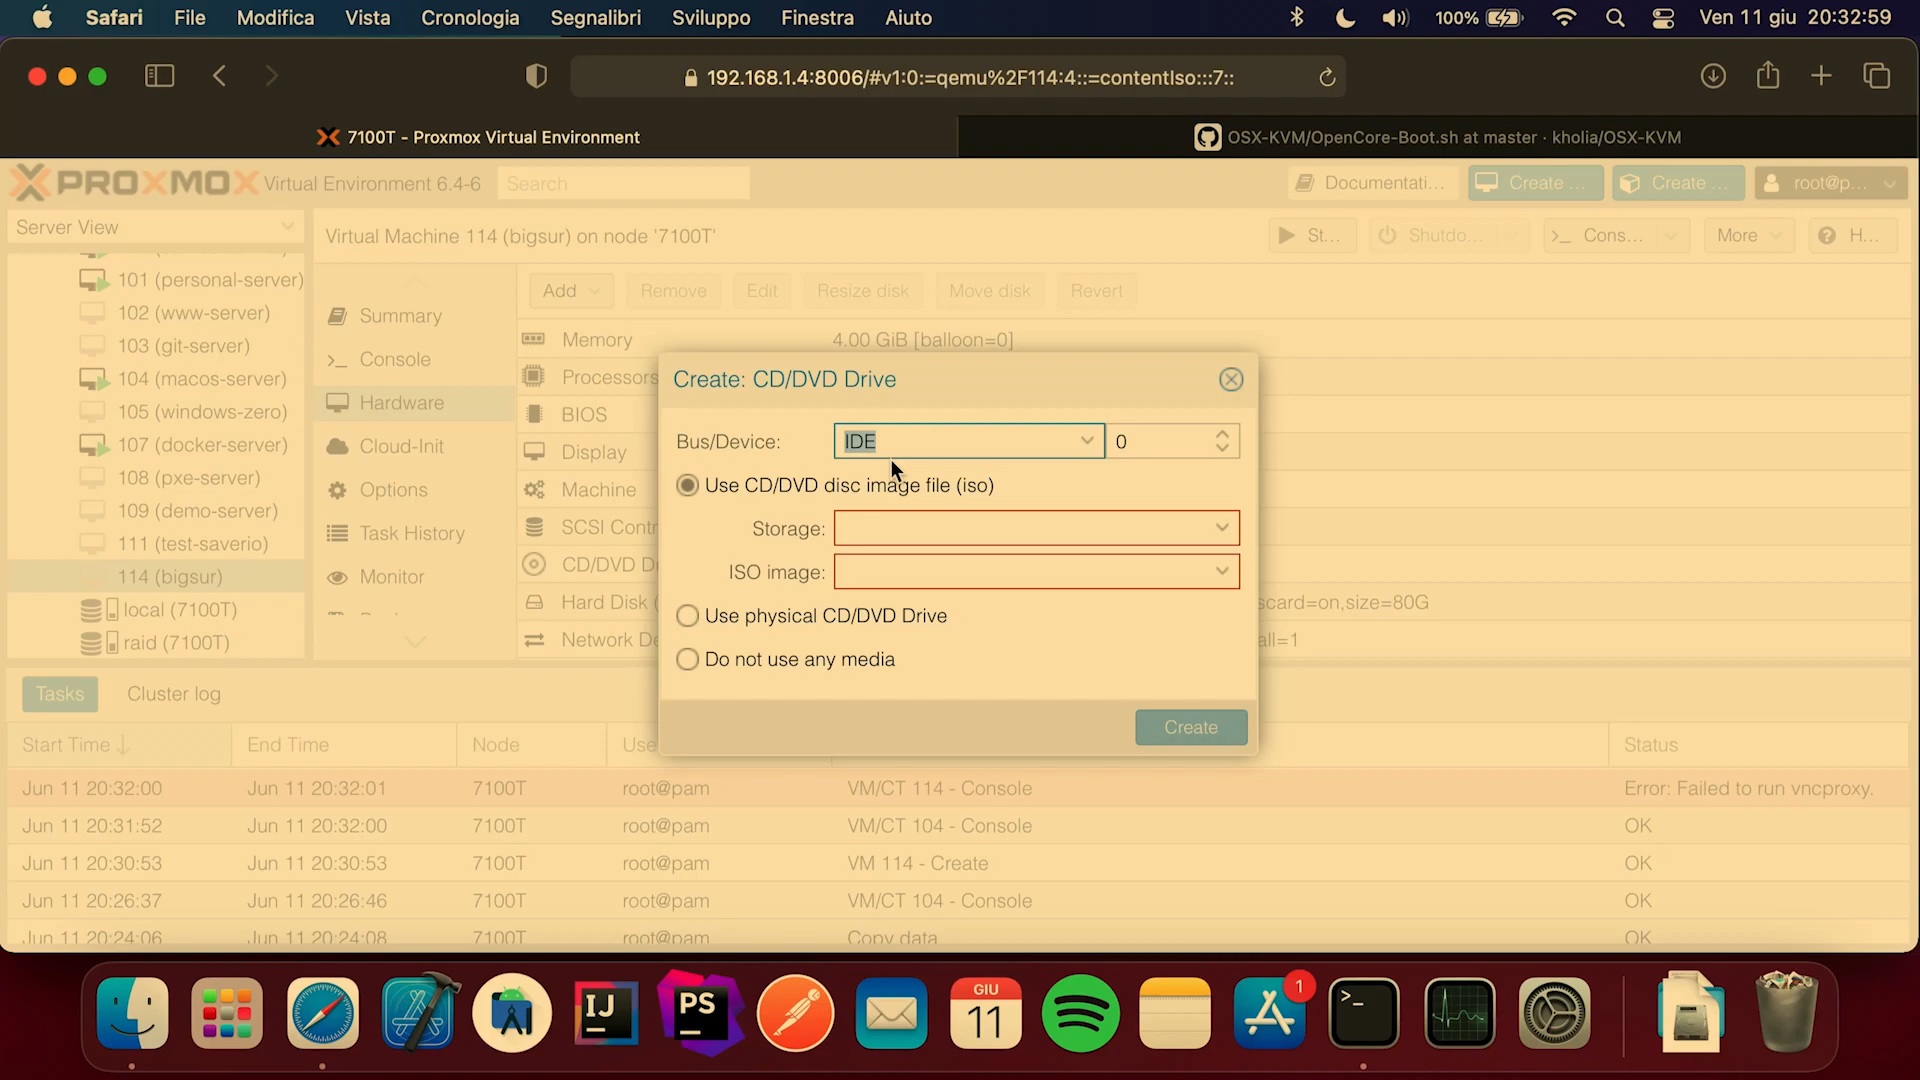 Safari File Modifica Vista Cronologia Segnalibri Sviluppo Finestra Aiuto 100% Ven 11 giu 20:32:59
192.168.1.4:8006/#v1:0:=qemu%2F114:4::=contentIso:::7::
7100T - Proxmox Virtual Environment
OSX-KVM/OpenCore-Boot.sh at master · kholia/OSX-KVM
PROXMOX Virtual Environment 6.4-6 Search Documentati... Create ... Create ... root@p...
Server View
Virtual Machine 114 (bigsur) on node '7100T' St... Shutdo... Cons... More H...
101 (personal-server)
102 (www-server)
103 (git-server)
104 (macos-server)
105 (windows-zero)
107 (docker-server)
108 (pxe-server)
109 (demo-server)
111 (test-saverio)
114 (bigsur)
local (7100T)
raid (7100T)
Summary
Console
Hardware
Cloud-Init
Options
Task History
Monitor
Add Remove Edit Resize disk Move disk Revert
Memory 4.00 GiB [balloon=0]
Processors
BIOS
Display
Machine
SCSI Contr
CD/DVD D
Hard Disk ( scard=on,size=80G
Network De all=1
Create: CD/DVD Drive
Bus/Device: IDE 0
Use CD/DVD disc image file (iso)
Storage:
ISO image:
Use physical CD/DVD Drive
Do not use any media
Create
Tasks Cluster log
Start Time End Time Node Use Status
Jun 11 20:32:00 Jun 11 20:32:01 7100T root@pam VM/CT 114 - Console Error: Failed to run vncproxy.
Jun 11 20:31:52 Jun 11 20:32:00 7100T root@pam VM/CT 104 - Console OK
Jun 11 20:30:53 Jun 11 20:30:53 7100T root@pam VM 114 - Create OK
Jun 11 20:26:37 Jun 11 20:26:46 7100T root@pam VM/CT 104 - Console OK
Jun 11 20:24:06 Jun 11 20:24:08 7100T root@pam Copy data OK
IJ
PS
GIU
11
1
>_